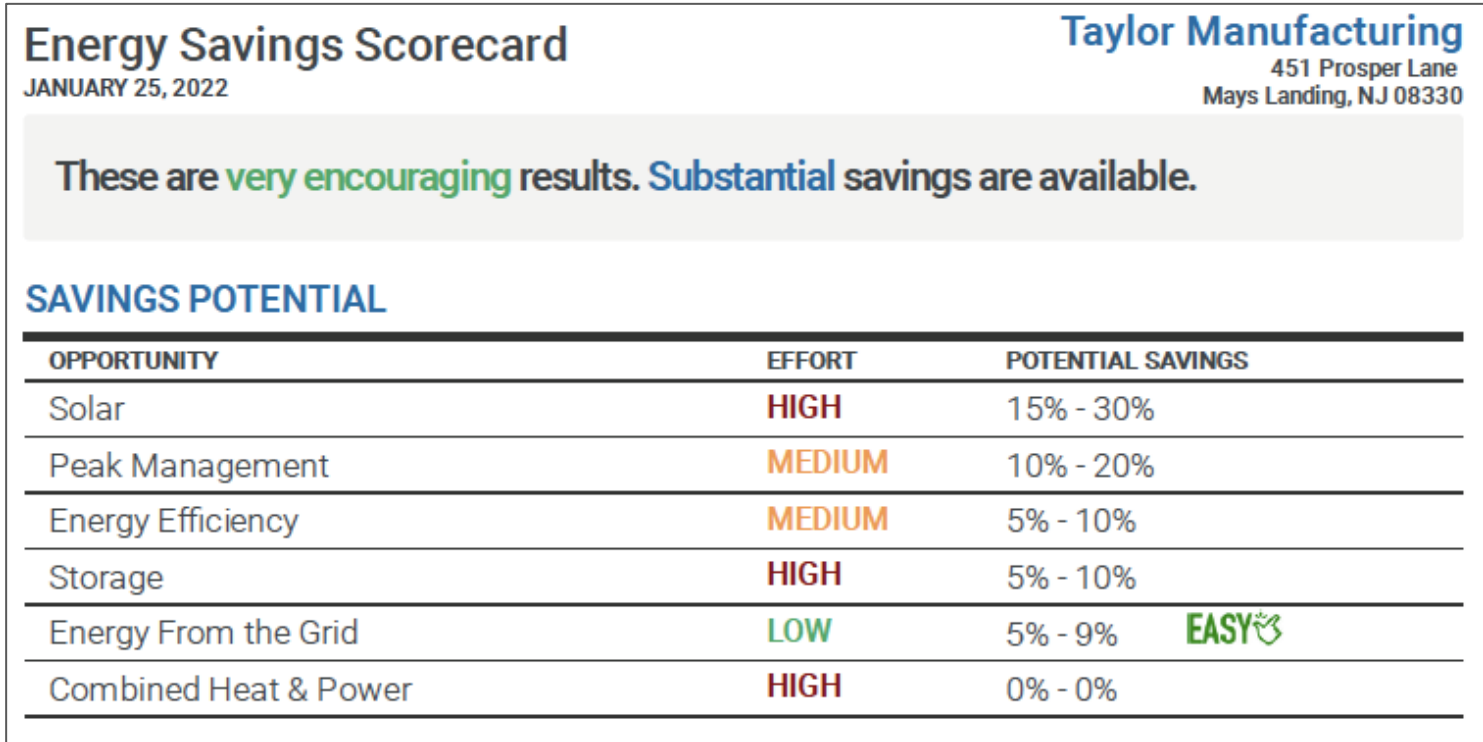 Energy Savings Scorecard
JANUARY 25, 2022
Taylor Manufacturing
451 Prosper Lane
Mays Landing, NJ 08330
These are very encouraging results. Substantial savings are available.
SAVINGS POTENTIAL
OPPORTUNITY EFFORT POTENTIAL SAVINGS
Solar HIGH 15% - 30%
Peak Management MEDIUM 10% - 20%
Energy Efficiency MEDIUM 5% - 10%
Storage HIGH 5% - 10%
Energy From the Grid LOW 5% - 9% EASY
Combined Heat & Power HIGH 0% - 0%